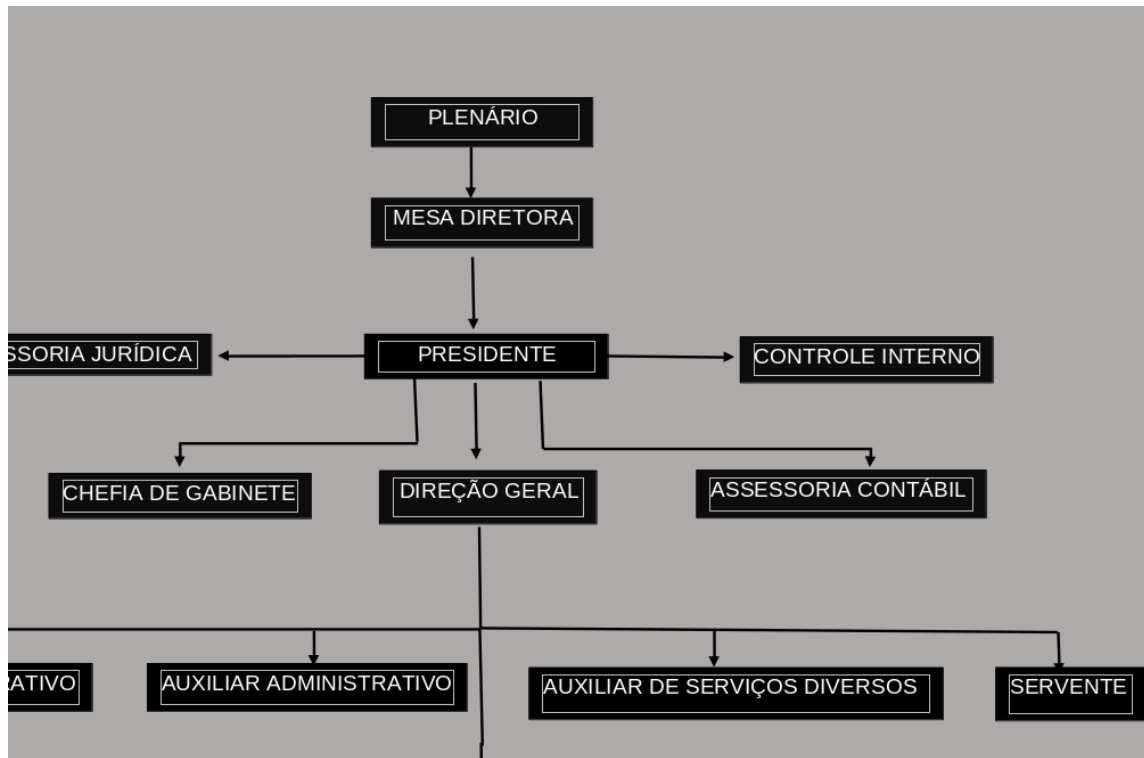 PLENÁRIO
MESA DIRETORA
SSORIA JURÍDICA
PRESIDENTE
CONTROLE INTERNO
CHEFIA DE GABINETE
DIREÇÃO GERAL
ASSESSORIA CONTÁBIL
RATIVO
AUXILIAR ADMINISTRATIVO
AUXILIAR DE SERVIÇOS DIVERSOS
SERVENTE